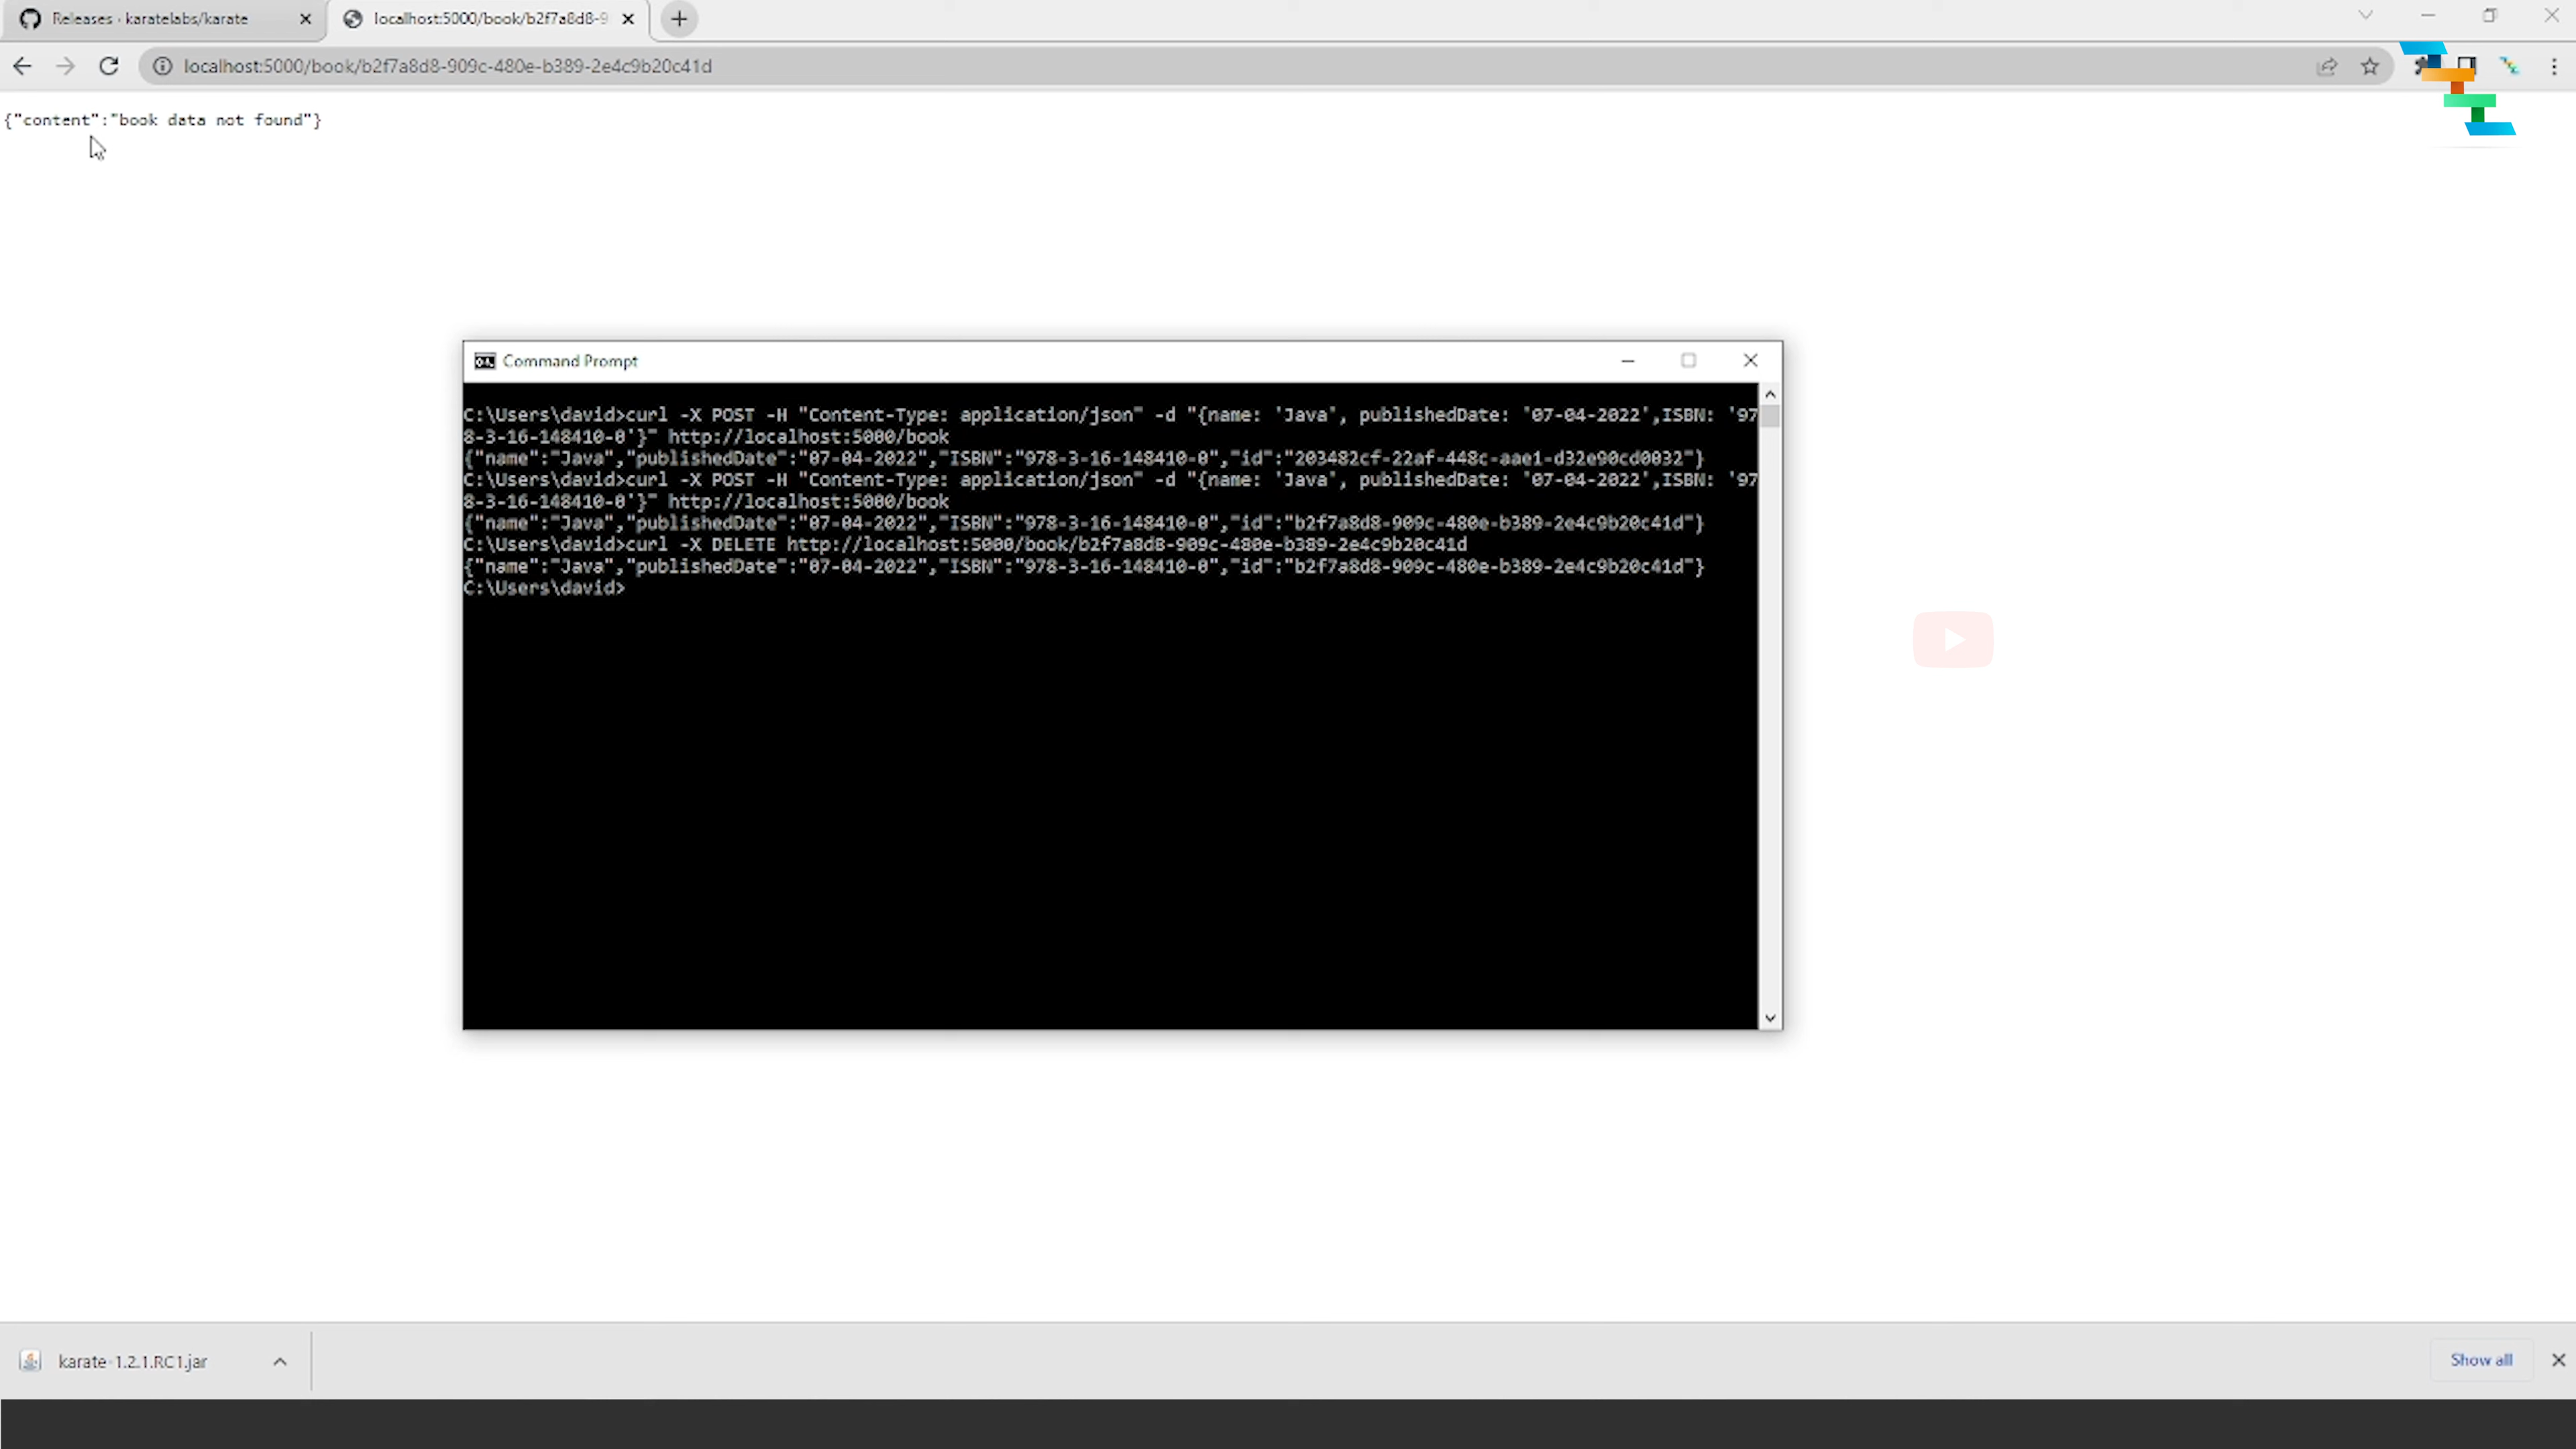 Releases · karatelabs/karate
localhost:5000/book/b2f7a8d8-9
localhost:5000/book/b2f7a8d8-909c-480e-b389-2e4c9b20c41d
{"content":"book data not found"}
Command Prompt
C:\Users\david>curl -X POST -H "Content-Type: application/json" -d "{name: 'Java', publishedDate: '07-04-2022',ISBN: '97
8-3-16-148410-0'}" http://localhost:5000/book
{"name":"Java","publishedDate":"07-04-2022","ISBN":"978-3-16-148410-0","id":"203482cf-22af-448c-aae1-d32e90cd0032"}
C:\Users\david>curl -X POST -H "Content-Type: application/json" -d "{name: 'Java', publishedDate: '07-04-2022',ISBN: '97
8-3-16-148410-0'}" http://localhost:5000/book
{"name":"Java","publishedDate":"07-04-2022","ISBN":"978-3-16-148410-0","id":"b2f7a8d8-909c-480e-b389-2e4c9b20c41d"}
C:\Users\david>curl -X DELETE http://localhost:5000/book/b2f7a8d8-909c-480e-b389-2e4c9b20c41d
{"name":"Java","publishedDate":"07-04-2022","ISBN":"978-3-16-148410-0","id":"b2f7a8d8-909c-480e-b389-2e4c9b20c41d"}
C:\Users\david>
karate-1.2.1.RC1.jar
Show all